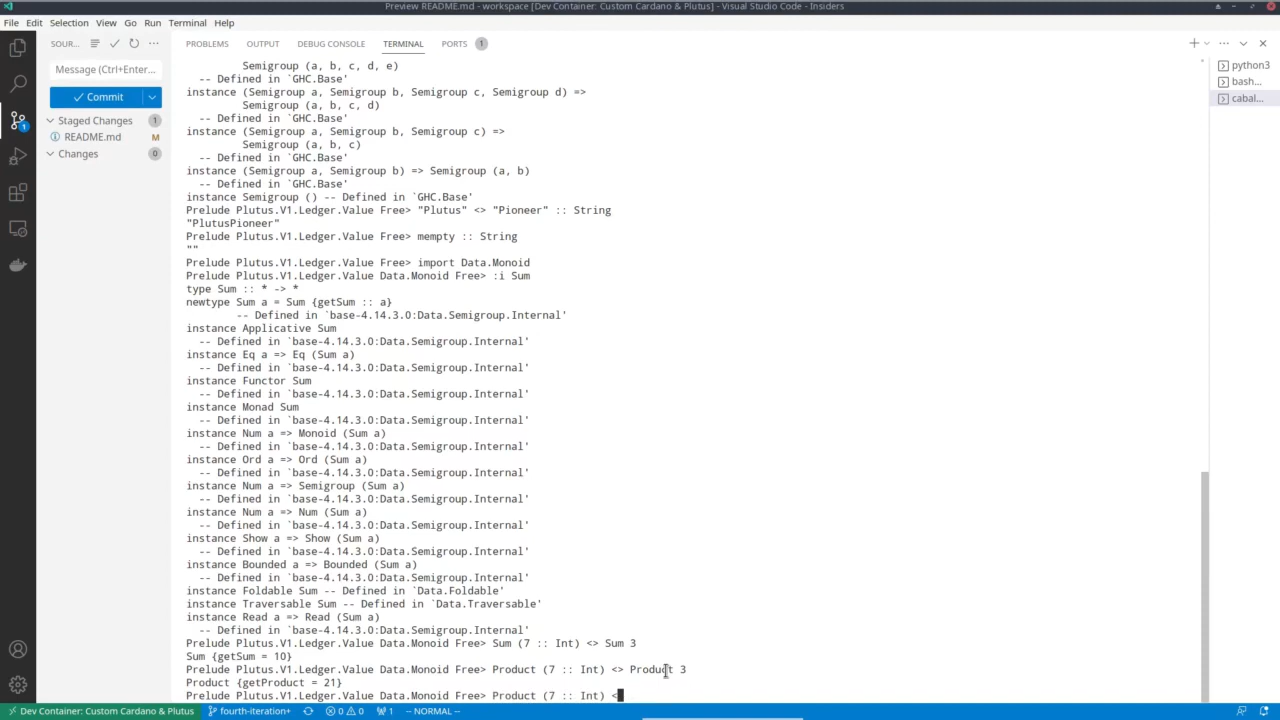 Preview README.md - workspace [Dev Container: Custom Cardano & Plutus] - Visual Studio Code - Insiders
File Edit Selection View Go Run Terminal Help
SOUR...
PROBLEMS OUTPUT DEBUG CONSOLE TERMINAL PORTS 1
Message (Ctrl+Enter...
Commit
Staged Changes 1
README.md M
Changes 0
1
python3
bash...
cabal...
Semigroup (a, b, c, d, e)
-- Defined in `GHC.Base'
instance (Semigroup a, Semigroup b, Semigroup c, Semigroup d) =>
Semigroup (a, b, c, d)
-- Defined in `GHC.Base'
instance (Semigroup a, Semigroup b, Semigroup c) =>
Semigroup (a, b, c)
-- Defined in `GHC.Base'
instance (Semigroup a, Semigroup b) => Semigroup (a, b)
-- Defined in `GHC.Base'
instance Semigroup () -- Defined in `GHC.Base'
Prelude Plutus.V1.Ledger.Value Free> "Plutus" <> "Pioneer" :: String
"PlutusPioneer"
Prelude Plutus.V1.Ledger.Value Free> mempty :: String
""
Prelude Plutus.V1.Ledger.Value Free> import Data.Monoid
Prelude Plutus.V1.Ledger.Value Data.Monoid Free> :i Sum
type Sum :: * -> *
newtype Sum a = Sum {getSum :: a}
-- Defined in `base-4.14.3.0:Data.Semigroup.Internal'
instance Applicative Sum
-- Defined in `base-4.14.3.0:Data.Semigroup.Internal'
instance Eq a => Eq (Sum a)
-- Defined in `base-4.14.3.0:Data.Semigroup.Internal'
instance Functor Sum
-- Defined in `base-4.14.3.0:Data.Semigroup.Internal'
instance Monad Sum
-- Defined in `base-4.14.3.0:Data.Semigroup.Internal'
instance Num a => Monoid (Sum a)
-- Defined in `base-4.14.3.0:Data.Semigroup.Internal'
instance Ord a => Ord (Sum a)
-- Defined in `base-4.14.3.0:Data.Semigroup.Internal'
instance Num a => Semigroup (Sum a)
-- Defined in `base-4.14.3.0:Data.Semigroup.Internal'
instance Num a => Num (Sum a)
-- Defined in `base-4.14.3.0:Data.Semigroup.Internal'
instance Show a => Show (Sum a)
-- Defined in `base-4.14.3.0:Data.Semigroup.Internal'
instance Bounded a => Bounded (Sum a)
-- Defined in `base-4.14.3.0:Data.Semigroup.Internal'
instance Foldable Sum -- Defined in `Data.Foldable'
instance Traversable Sum -- Defined in `Data.Traversable'
instance Read a => Read (Sum a)
-- Defined in `base-4.14.3.0:Data.Semigroup.Internal'
Prelude Plutus.V1.Ledger.Value Data.Monoid Free> Sum (7 :: Int) <> Sum 3
Sum {getSum = 10}
Prelude Plutus.V1.Ledger.Value Data.Monoid Free> Product (7 :: Int) <> Product 3
Product {getProduct = 21}
Prelude Plutus.V1.Ledger.Value Data.Monoid Free> Product (7 :: Int) <
Dev Container: Custom Cardano & Plutus fourth-iteration+ 0 0 1 -- NORMAL --